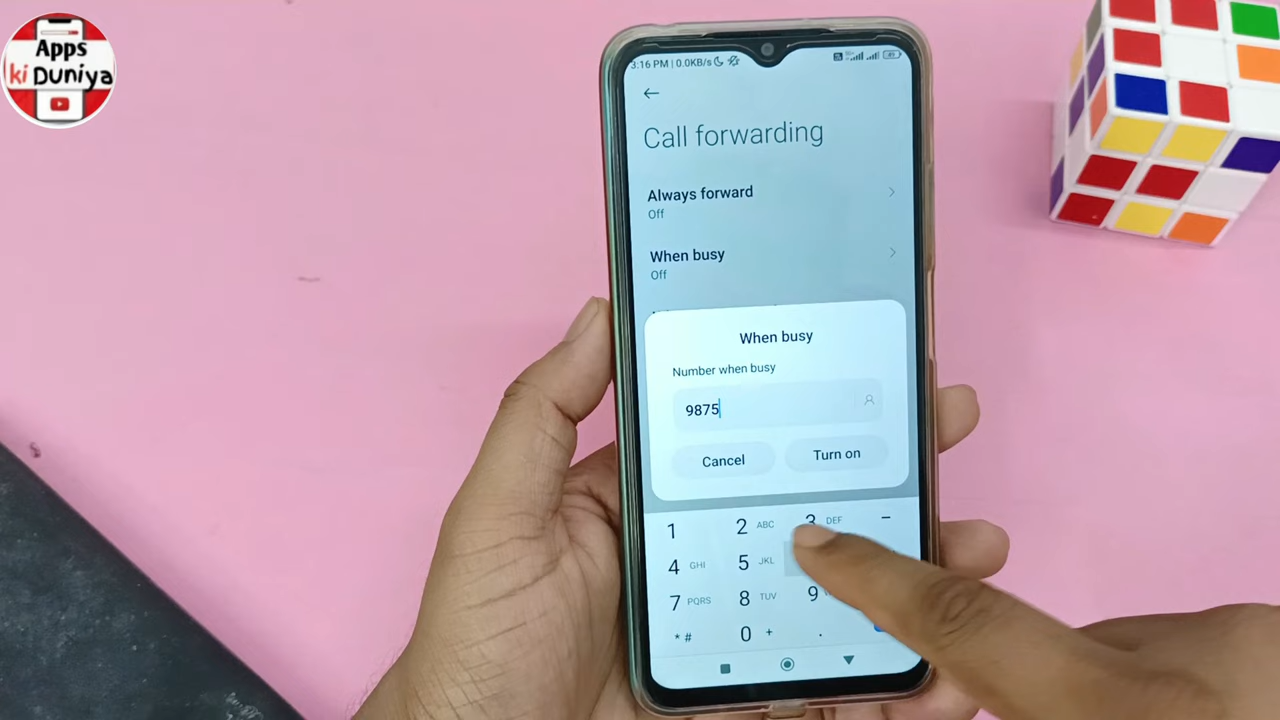 Apps
ki Duniya
3:16 PM | 0.0KB/s
Call forwarding
Always forward
Off
When busy
Off
When busy
Number when busy
9875
Cancel
Turn on
1
2 ABC
3 DEF
-
4 GHI
5 JKL
7 PQRS
8 TUV
9
* #
0 +
.